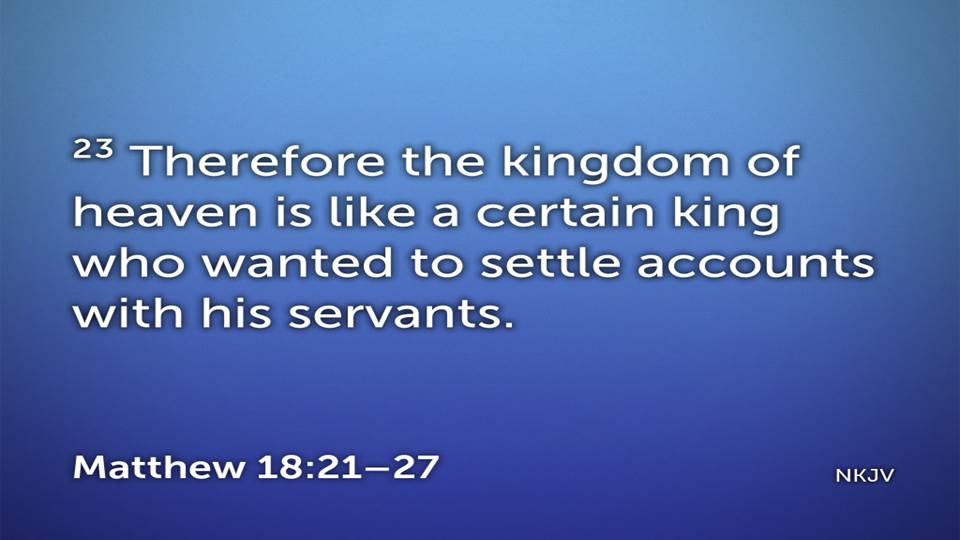 23 Therefore the kingdom of
heaven is like a certain king
who wanted to settle accounts
with his servants.
Matthew 18:21–27
NKJV